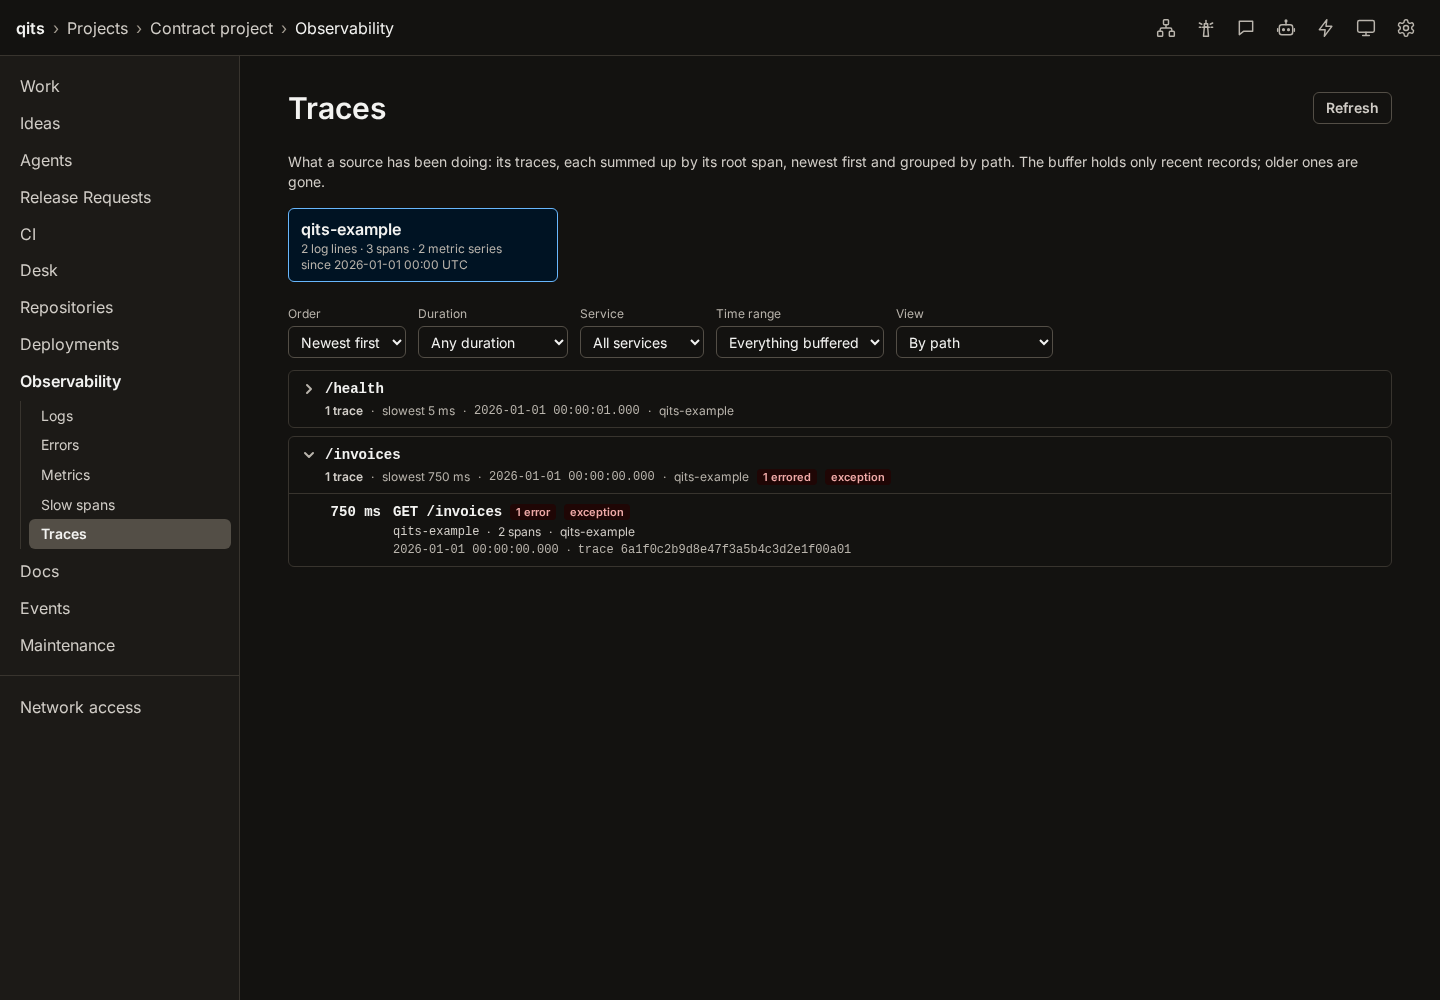 qits › Projects › Contract project › Observability
Work
Ideas
Agents
Release Requests
CI
Desk
Repositories
Deployments
Observability
Logs
Errors
Metrics
Slow spans
Traces
Docs
Events
Maintenance
Network access
Traces
Refresh
What a source has been doing: its traces, each summed up by its root span, newest first and grouped by path. The buffer holds only recent records; older ones are
gone.
qits-example
2 log lines · 3 spans · 2 metric series
since 2026-01-01 00:00 UTC
Order Duration Service Time range View
Newest first Any duration All services Everything buffered By path
/health
1 trace · slowest 5 ms · 2026-01-01 00:00:01.000 · qits-example
/invoices
1 trace · slowest 750 ms · 2026-01-01 00:00:00.000 · qits-example 1 errored exception
750 ms GET /invoices 1 error exception
qits-example · 2 spans · qits-example
2026-01-01 00:00:00.000 · trace 6a1f0c2b9d8e47f3a5b4c3d2e1f00a01